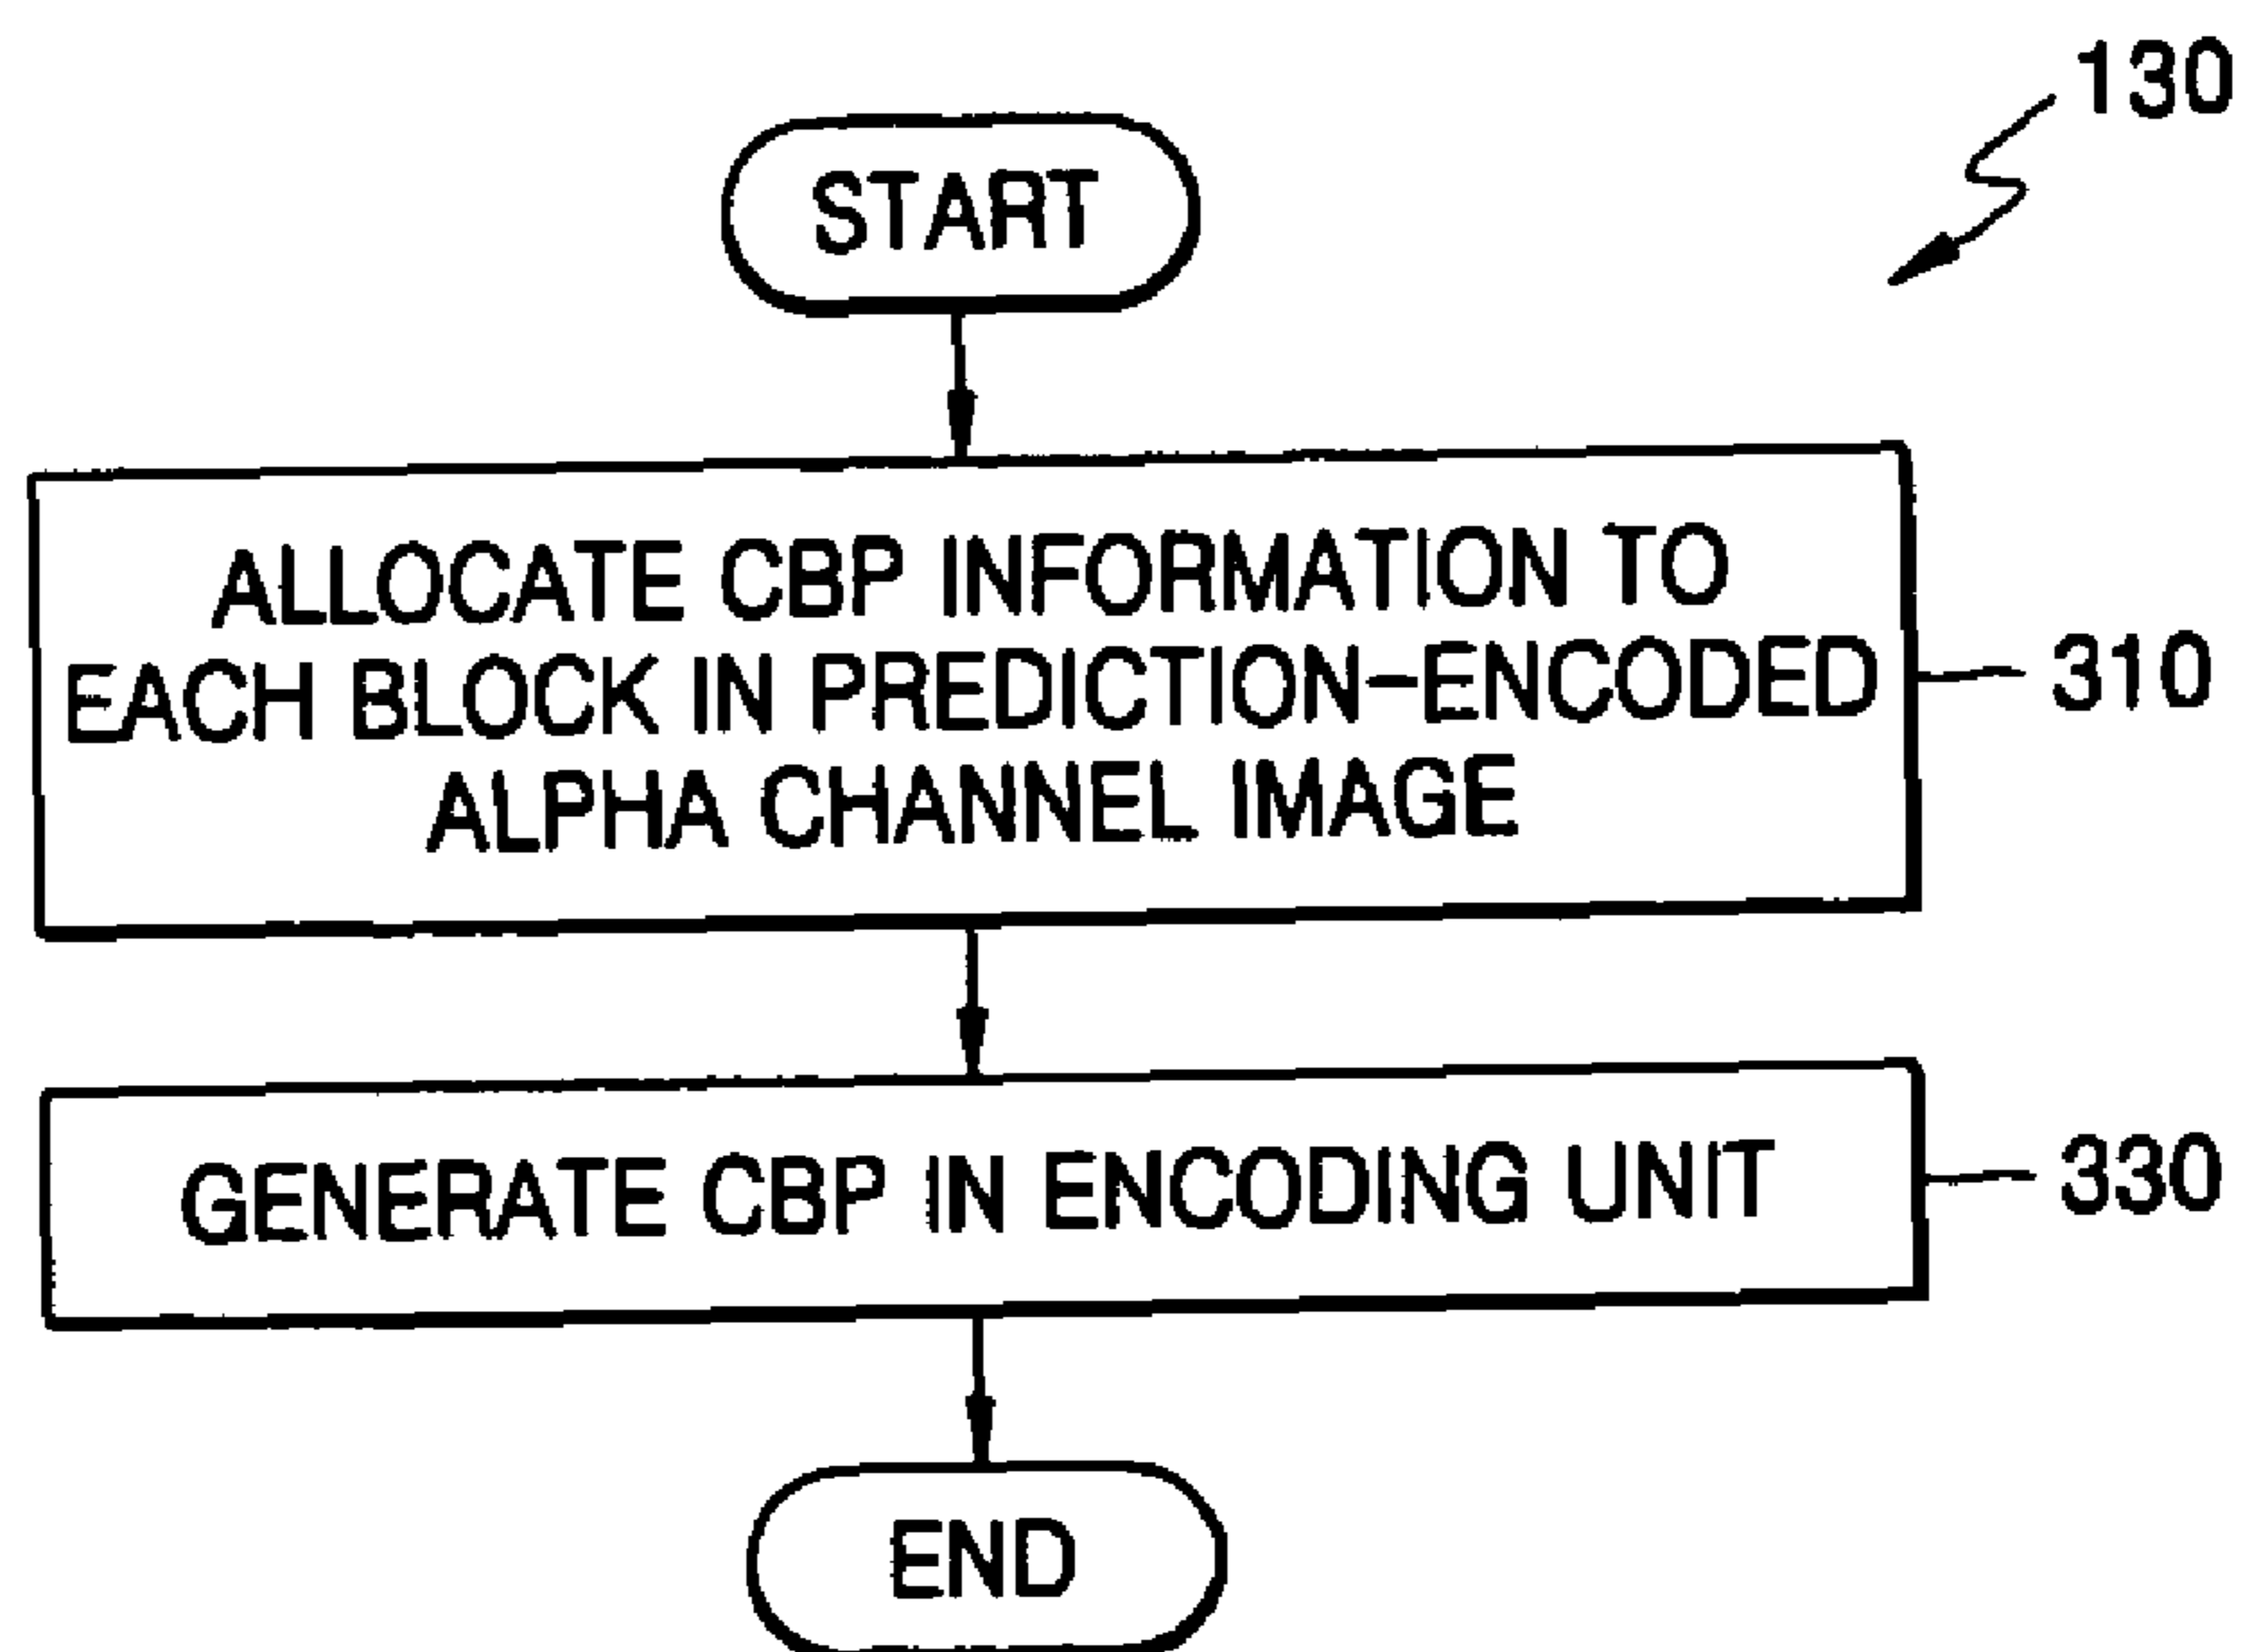 130
START
ALLOCATE CBP INFORMATION TO
EACH BLOCK IN PREDICTION-ENCODED
ALPHA CHANNEL IMAGE
310
GENERATE CBP IN ENCODING UNIT
330
END